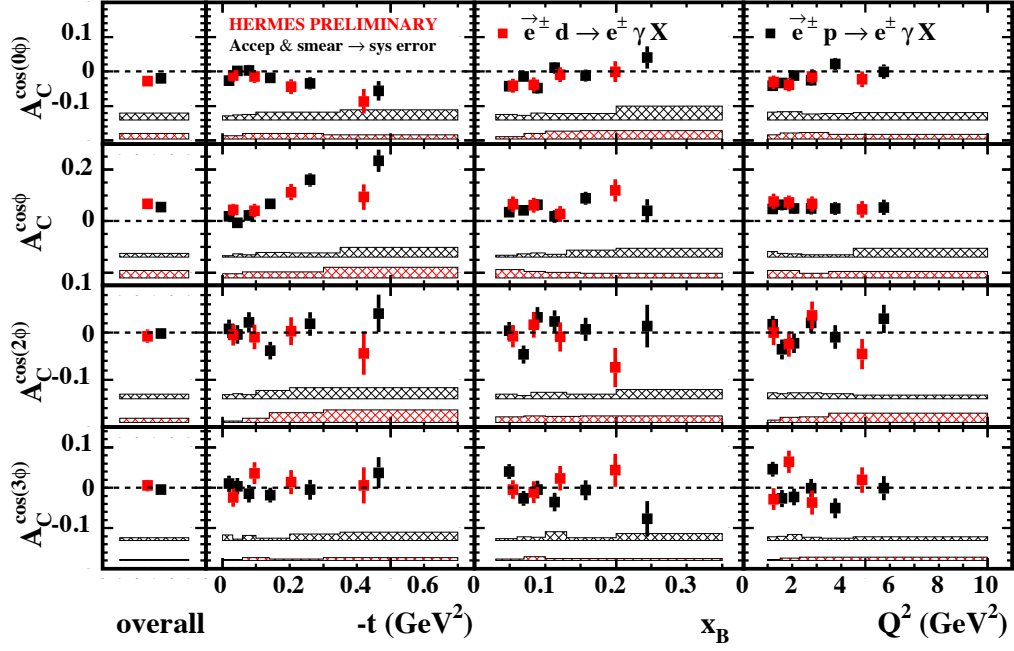 HERMES PRELIMINARY
Accep & smear → sys error
e± d → e± γ X
e± p → e± γ X
A_C^cos(0φ)
0.1
0
-0.1
A_C^cosφ
0.2
0
A_C^cos(2φ)
0.1
0
-0.1
A_C^cos(3φ)
0.1
0
-0.1
0 0.2 0.4 0.6
0.1 0.2 0.3
0 2 4 6 8 10
overall
-t (GeV²)
x_B
Q² (GeV²)